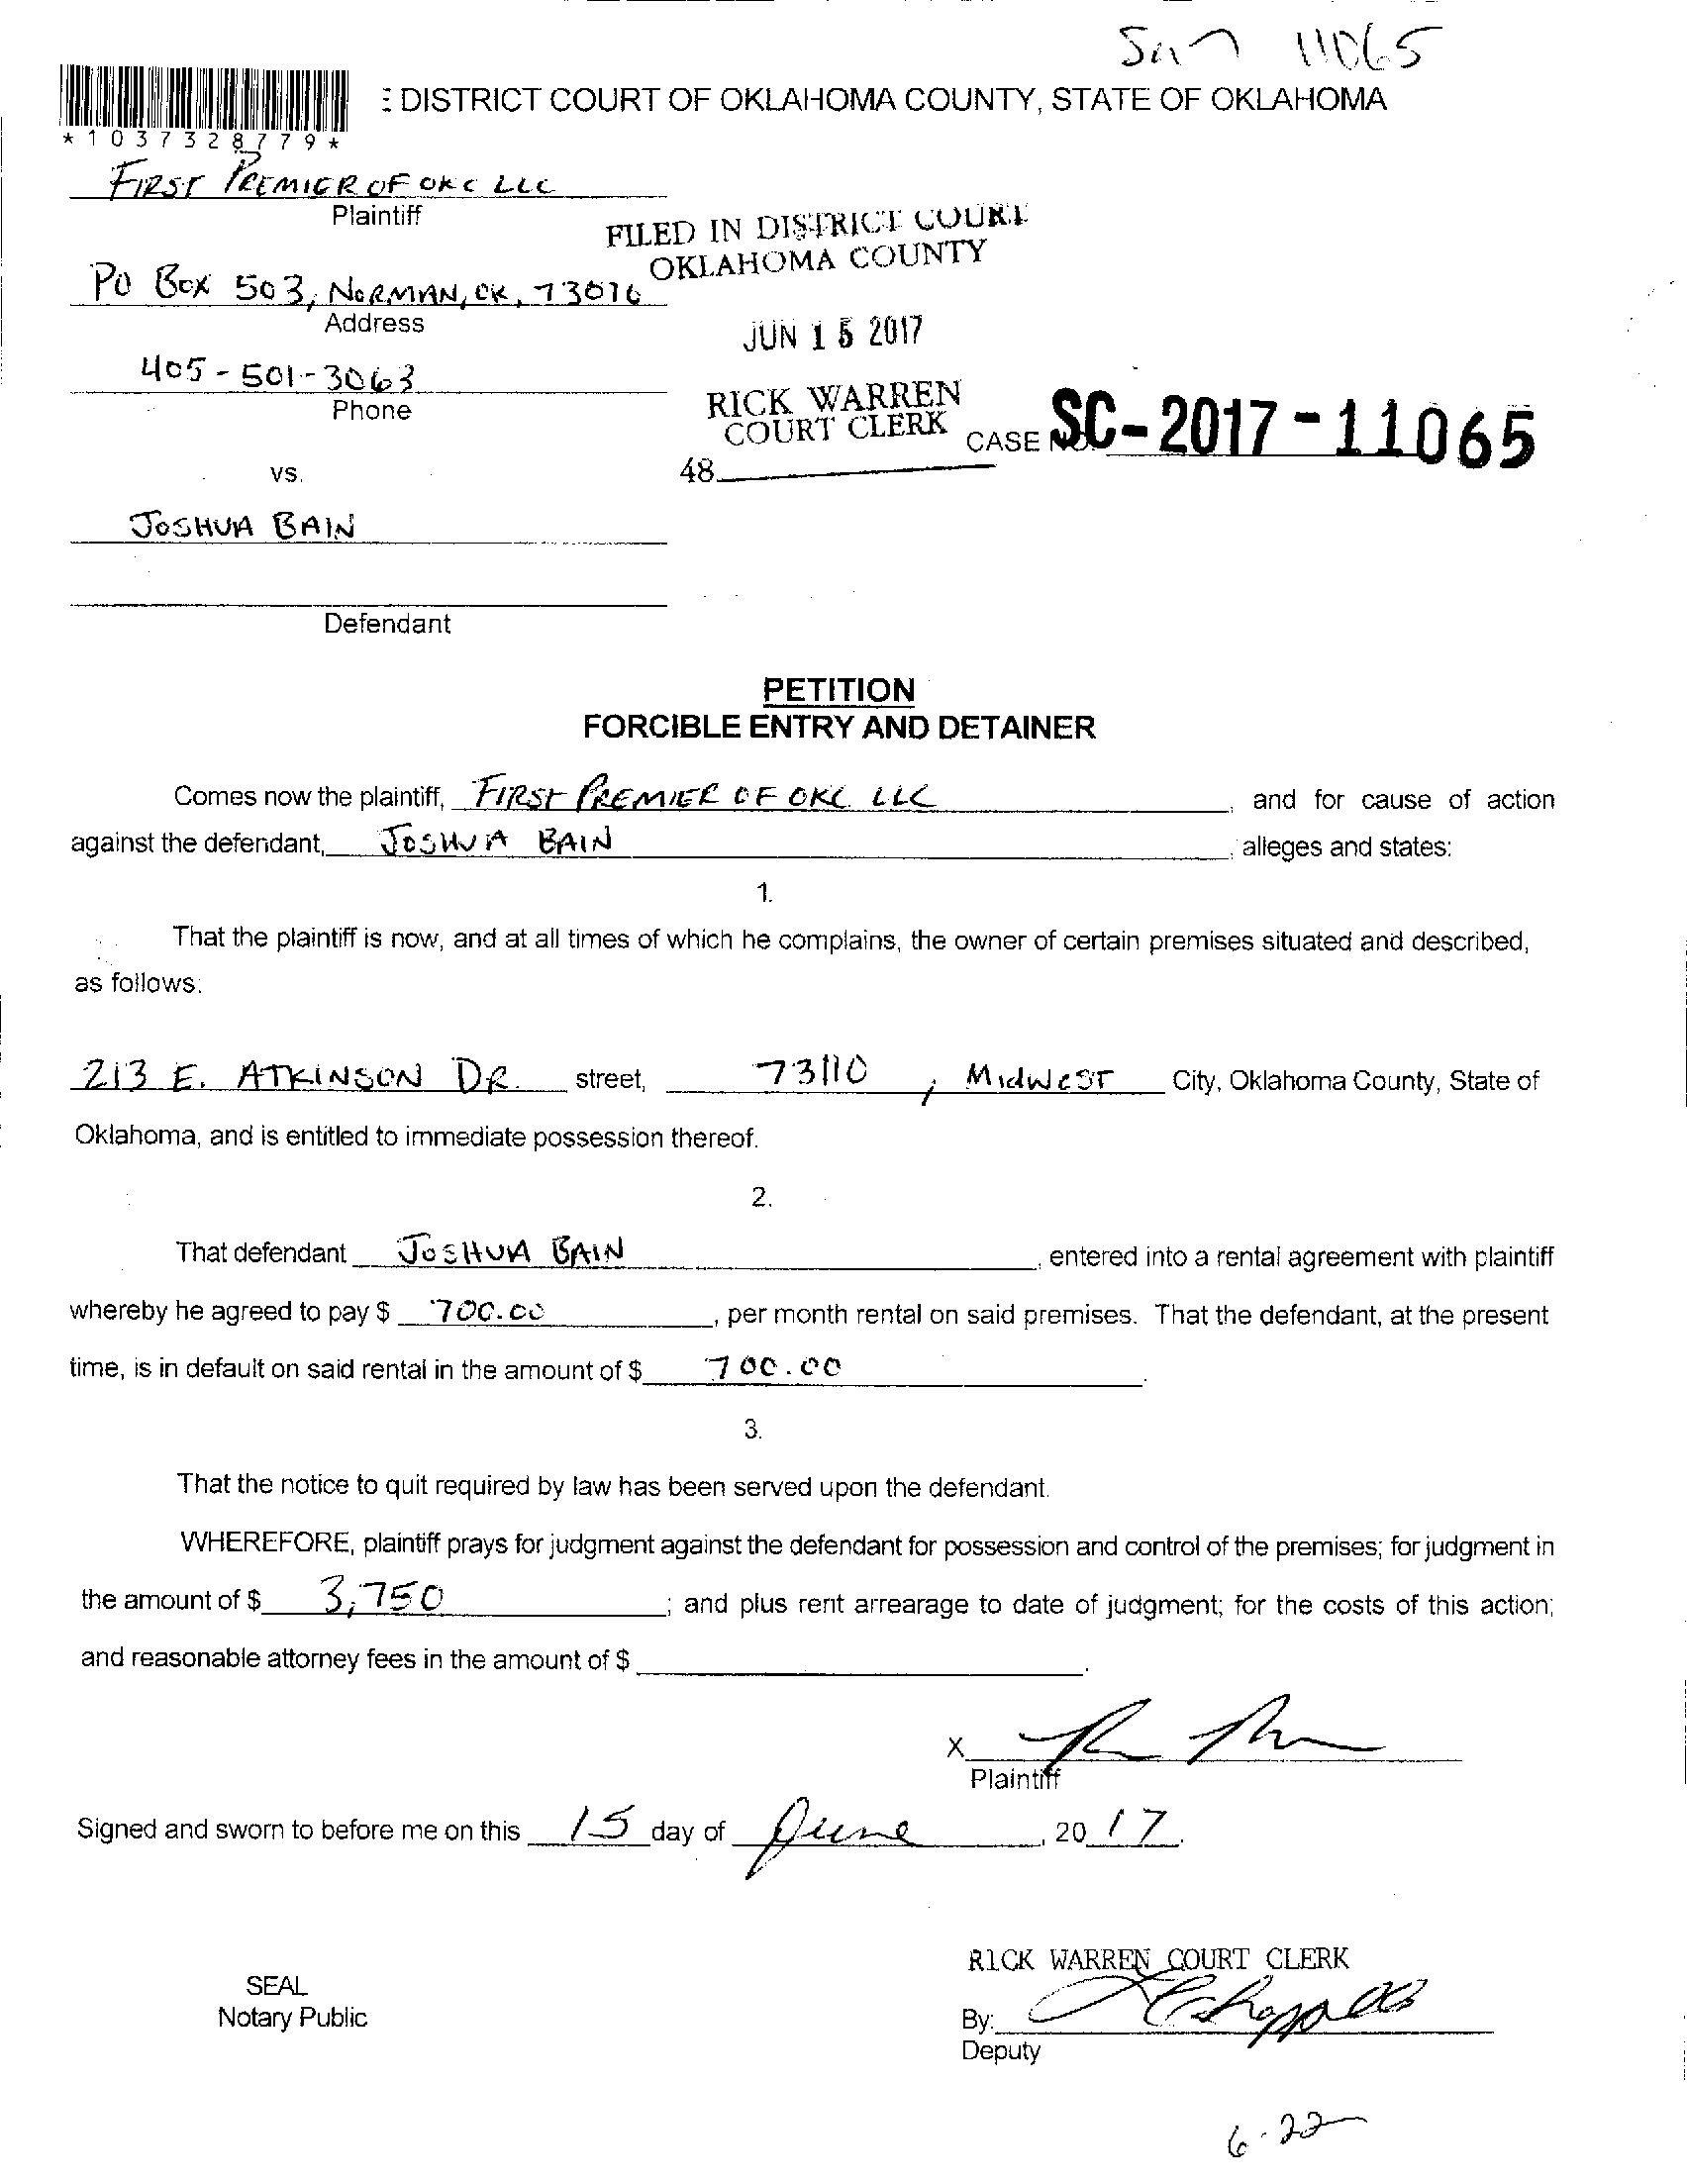 11065
: DISTRICT COURT OF OKLAHOMA COUNTY, STATE OF OKLAHOMA
* 1 0 3 7 3 2 8 7 7 9 *
FIRST PREMIER OF OKC LLC
Plaintiff
FILED IN DISTRICT COURT
OKLAHOMA COUNTY
PO BOX 503, NORMAN, OK, 73070
Address
JUN 15 2017
405-501-3063
Phone
RICK WARREN
COURT CLERK
CASE NO. SC-2017-11065
48
vs.
JOSHUA BAIN
Defendant
PETITION
FORCIBLE ENTRY AND DETAINER
Comes now the plaintiff, FIRST PREMIER OF OKC LLC, and for cause of action
against the defendant, JOSHUA BAIN, alleges and states:
1.
That the plaintiff is now, and at all times of which he complains, the owner of certain premises situated and described,
as follows:
213 E. ATKINSON DR. street, 73110, MIDWEST City, Oklahoma County, State of
Oklahoma, and is entitled to immediate possession thereof.
2.
That defendant JOSHUA BAIN, entered into a rental agreement with plaintiff
whereby he agreed to pay $ 700.00, per month rental on said premises. That the defendant, at the present
time, is in default on said rental in the amount of $ 700.00.
3.
That the notice to quit required by law has been served upon the defendant.
WHEREFORE, plaintiff prays for judgment against the defendant for possession and control of the premises; for judgment in
the amount of $ 3,750; and plus rent arrearage to date of judgment; for the costs of this action;
and reasonable attorney fees in the amount of $ .
X
Plaintiff
Signed and sworn to before me on this 15 day of June, 2017.
RICK WARREN COURT CLERK
SEAL
Notary Public
By:
Deputy
6-22